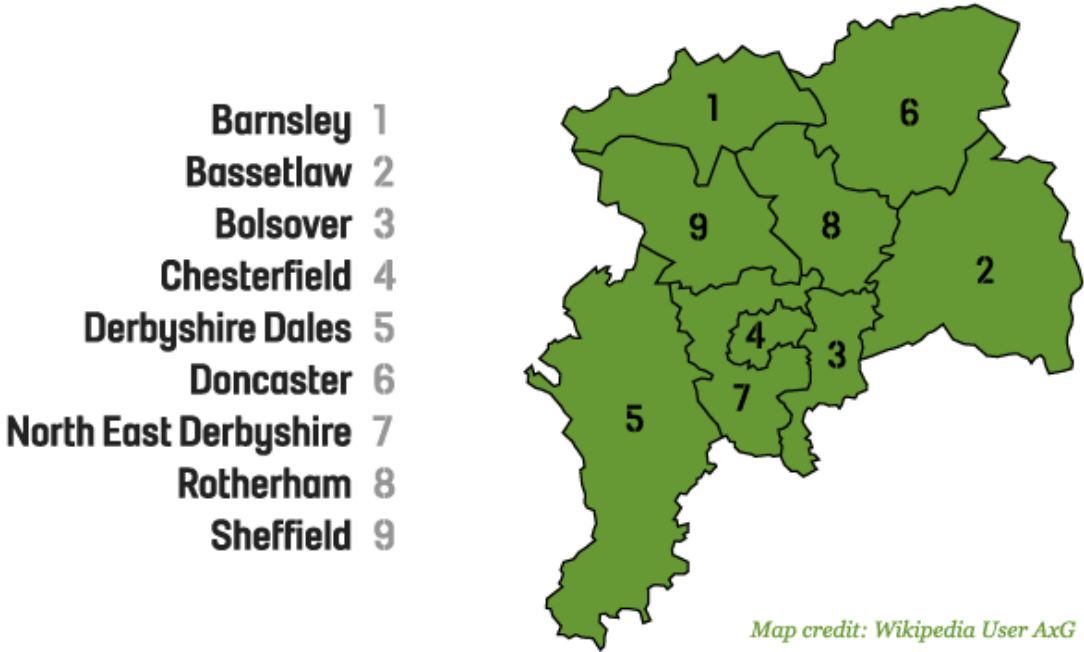 Barnsley 1
Bassetlaw 2
Bolsover 3
Chesterfield 4
Derbyshire Dales 5
Doncaster 6
North East Derbyshire 7
Rotherham 8
Sheffield 9
1
6
9
8
2
4
3
7
5
Map credit: Wikipedia User AxG